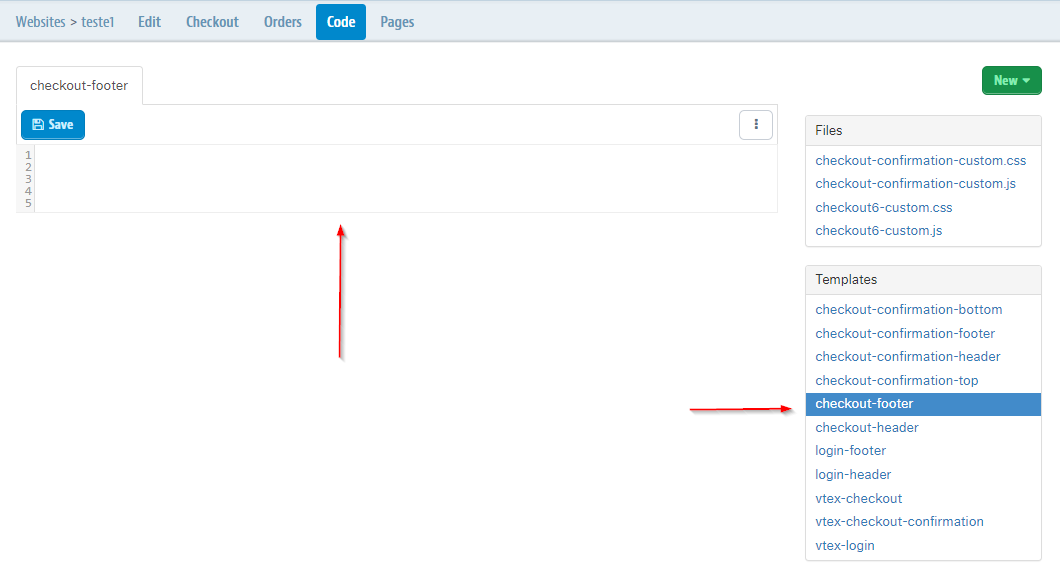 Websites > teste1 Edit Checkout Orders Code Pages
checkout-footer
New
Save
1
2
3
4
5
Files
checkout-confirmation-custom.css
checkout-confirmation-custom.js
checkout6-custom.css
checkout6-custom.js
Templates
checkout-confirmation-bottom
checkout-confirmation-footer
checkout-confirmation-header
checkout-confirmation-top
checkout-footer
checkout-header
login-footer
login-header
vtex-checkout
vtex-checkout-confirmation
vtex-login